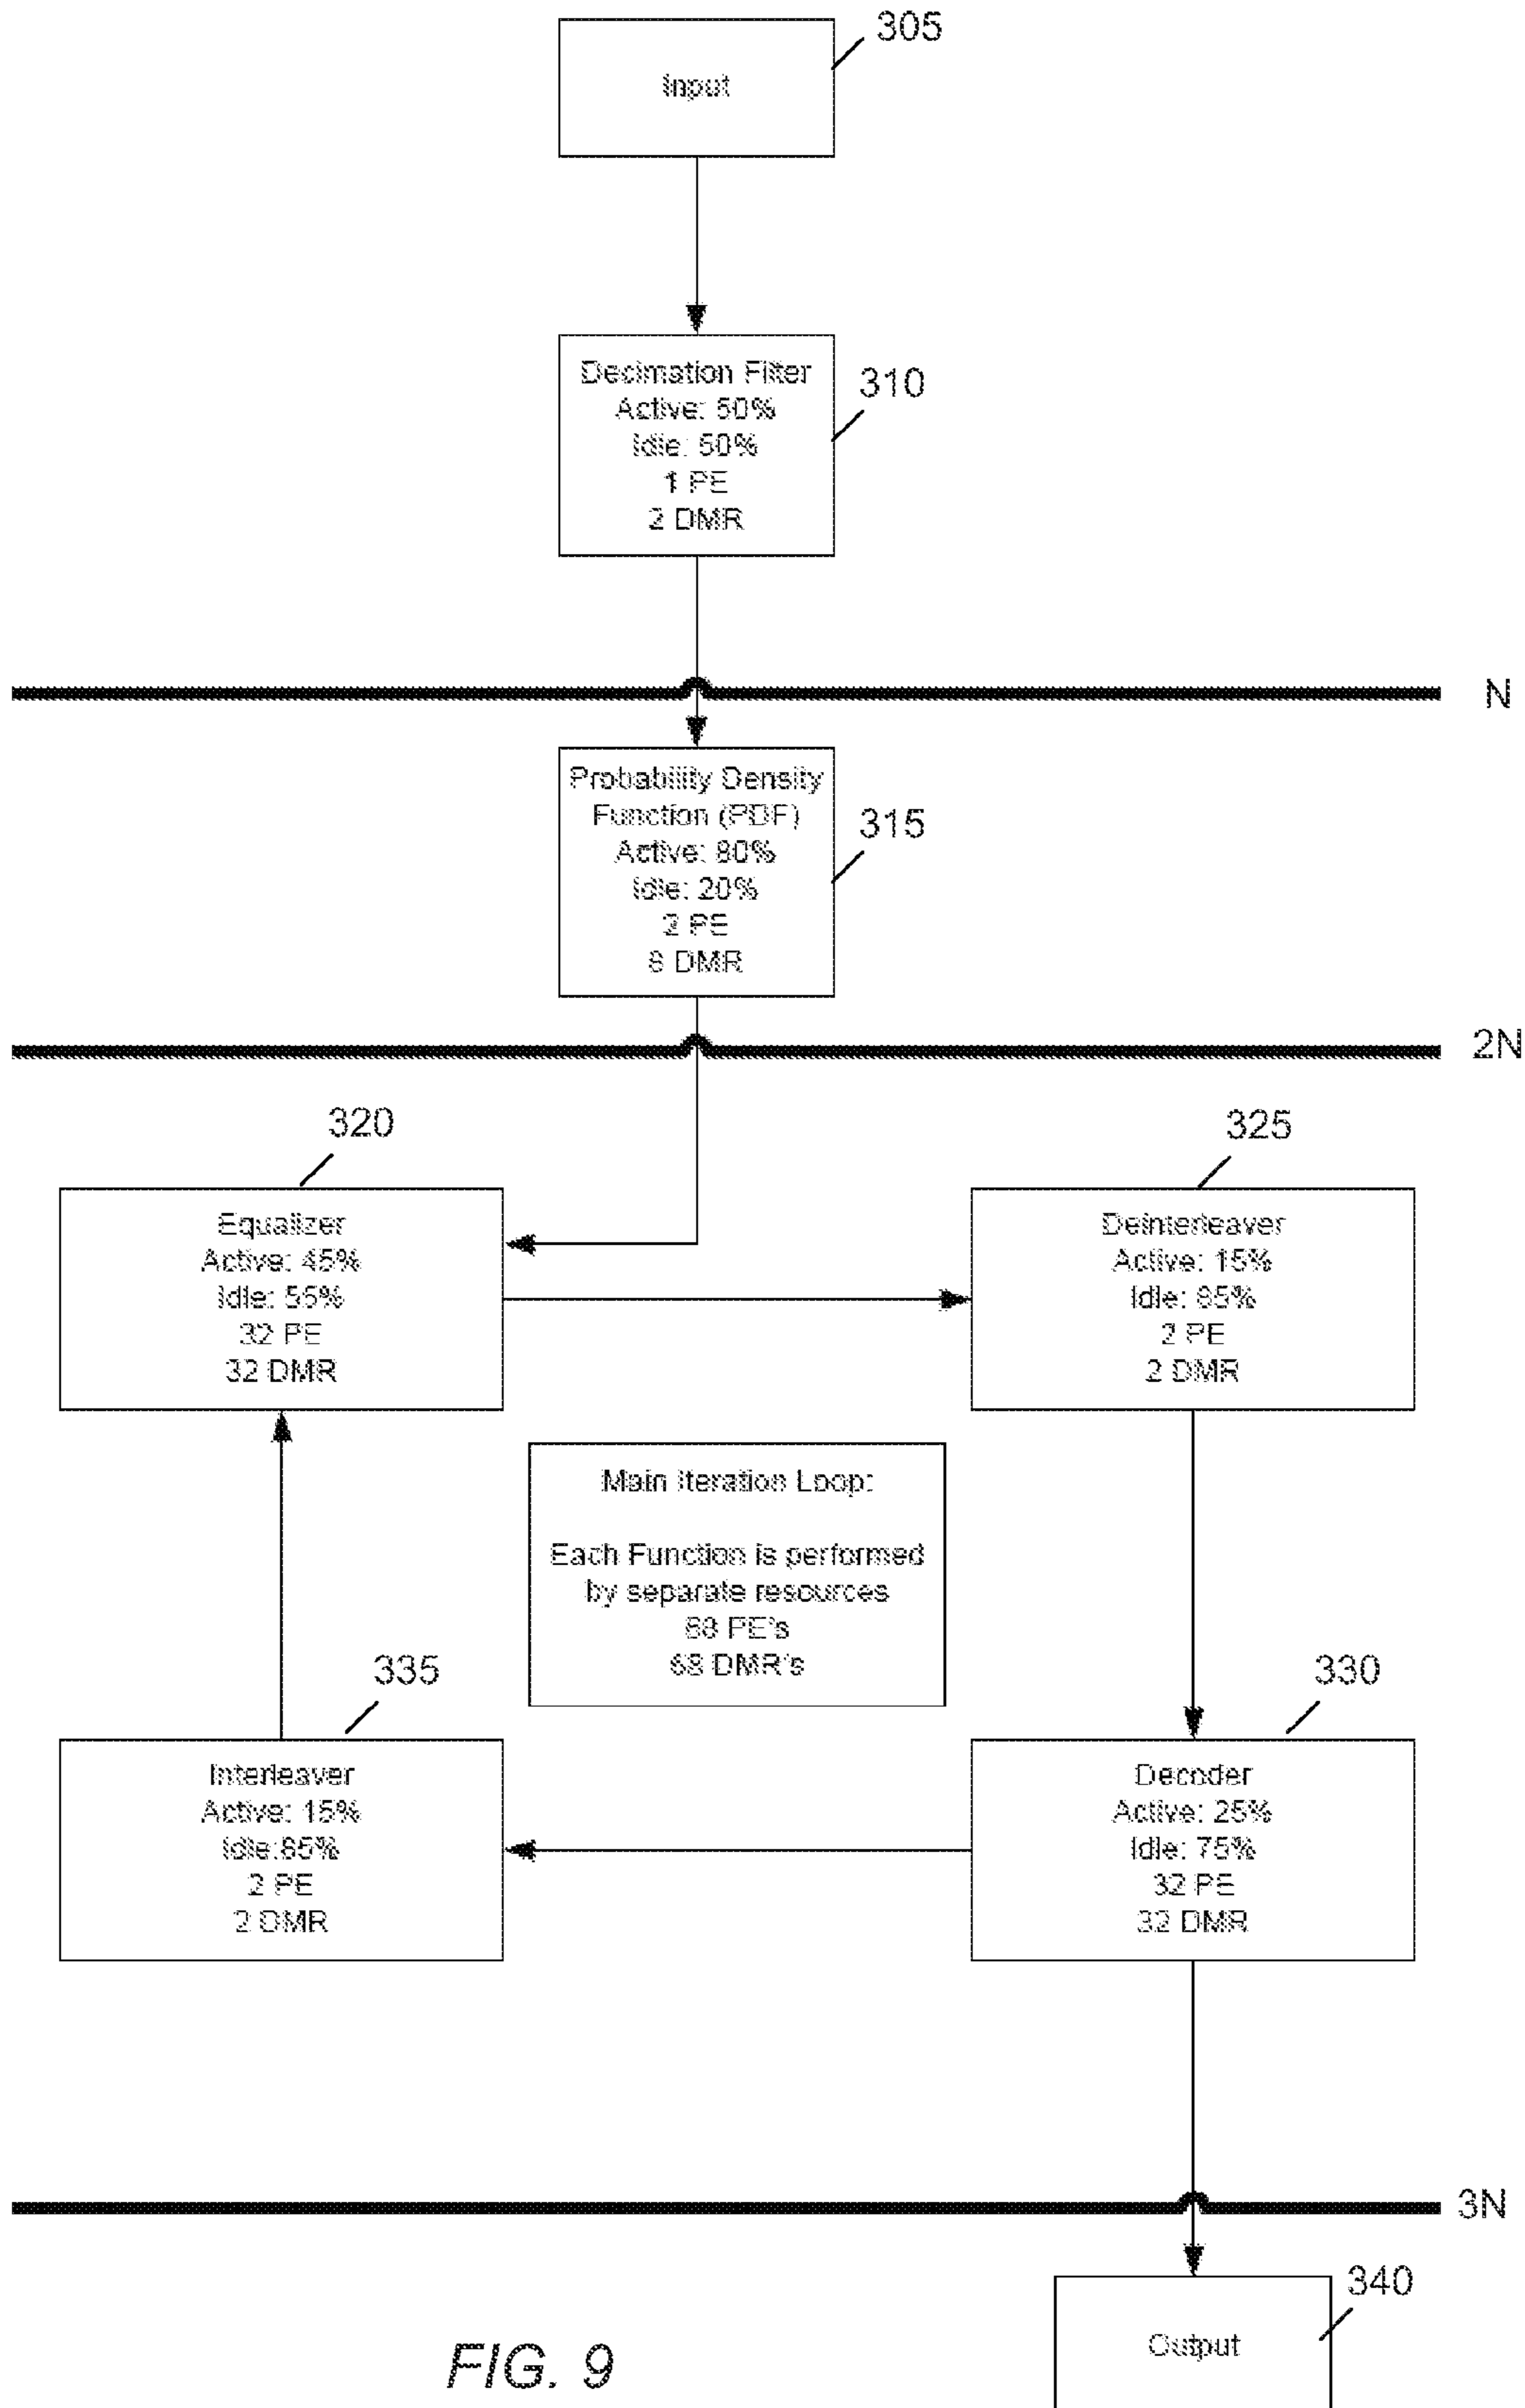 305
Input
Decimation Filter
Active: 50%
Idle: 50%
1 PE
2 DMR
310
N
Probability Density
Function (PDF)
Active: 80%
Idle: 20%
2 PE
8 DMR
315
2N
320
Equalizer
Active: 45%
Idle: 55%
32 PE
32 DMR
325
Deinterleaver
Active: 15%
Idle: 85%
2 PE
2 DMR
Main Iteration Loop:
Each Function is performed
by separate resources
68 PE's
68 DMR's
335
Interleaver
Active: 15%
Idle:85%
2 PE
2 DMR
330
Decoder
Active: 25%
Idle: 75%
32 PE
32 DMR
3N
340
Output
FIG. 9